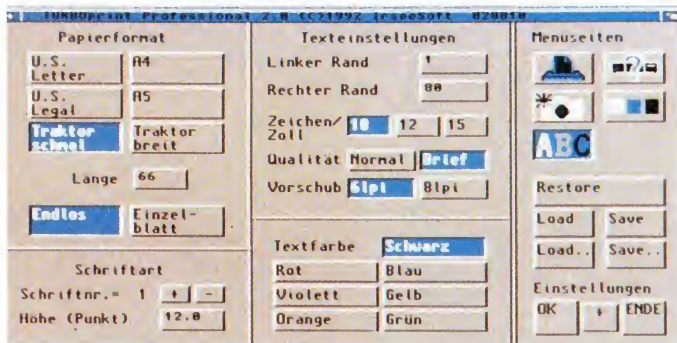 TURBOprint Professional 2.0 (C)1992 IrseeSoft 020010
Papierformat
U.S. Letter
A4
U.S. Legal
A5
Traktor schmal
Traktor breit
Länge 66
Endlos
Einzel-blatt
Schriftart
Schriftnr.= 1 + -
Höhe (Punkt) 12.0
Texteinstellungen
Linker Rand 1
Rechter Rand 80
Zeichen/Zoll 10 12 15
Qualität Normal Brief
Vorschub 6lpi 8lpi
Textfarbe Schwarz
Rot Blau
Violett Gelb
Orange Grün
Menuseiten
ABC
Restore
Load Save
Load.. Save..
Einstellungen
OK ENDE